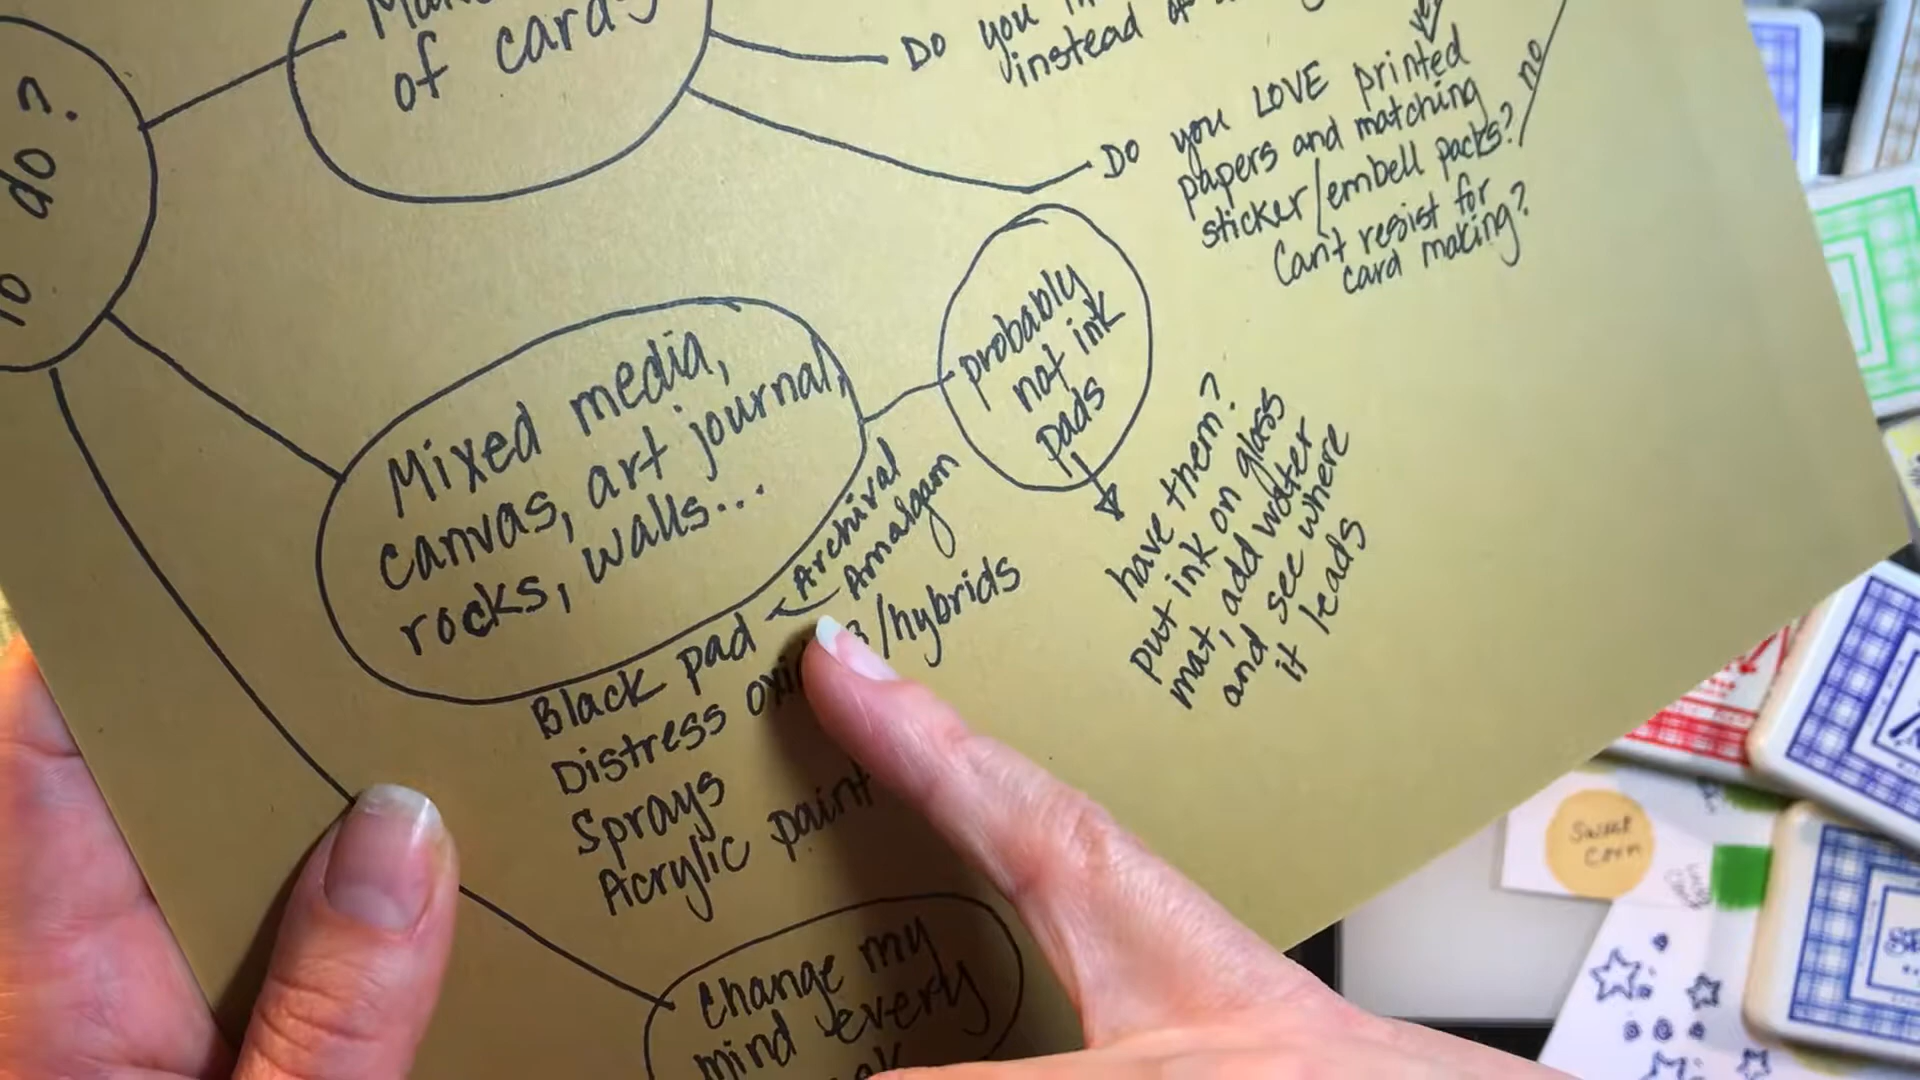 of cards
do?
Do you
instead of
yes
no
Do you LOVE printed
papers and matching
sticker/embell packs?
Can't resist for
card making?
Mixed media,
canvas, art journal,
rocks, walls...
probably
not ink
pads
have them?
put ink on glass
mat, add water
and see where
it leads
Black pad
Archival
Amalgam
Distress /hybrids
Sprays
Acrylic paint
Change my
mind every
Sweet
Corn